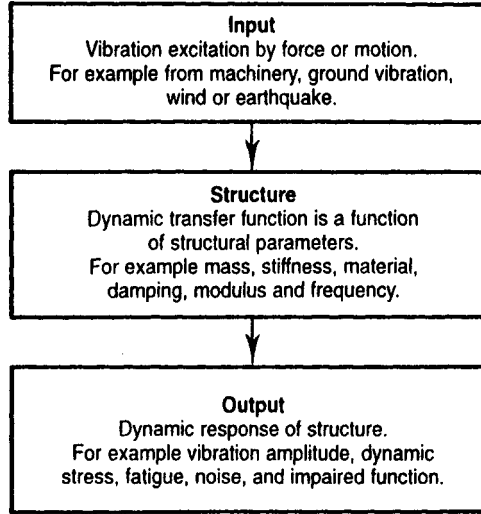 Input
Vibration excitation by force or motion.
For example from machinery, ground vibration,
wind or earthquake.
Structure
Dynamic transfer function is a function
of structural parameters.
For example mass, stiffness, material,
damping, modulus and frequency.
Output
Dynamic response of structure.
For example vibration amplitude, dynamic
stress, fatigue, noise, and impaired function.